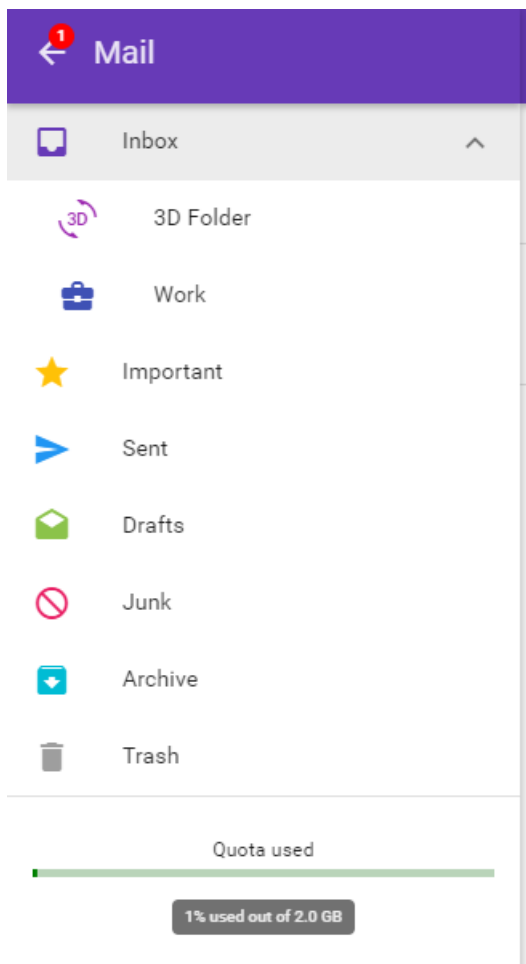 1
Mail
Inbox
3D
3D Folder
Work
Important
Sent
Drafts
Junk
Archive
Trash
Quota used
1% used out of 2.0 GB